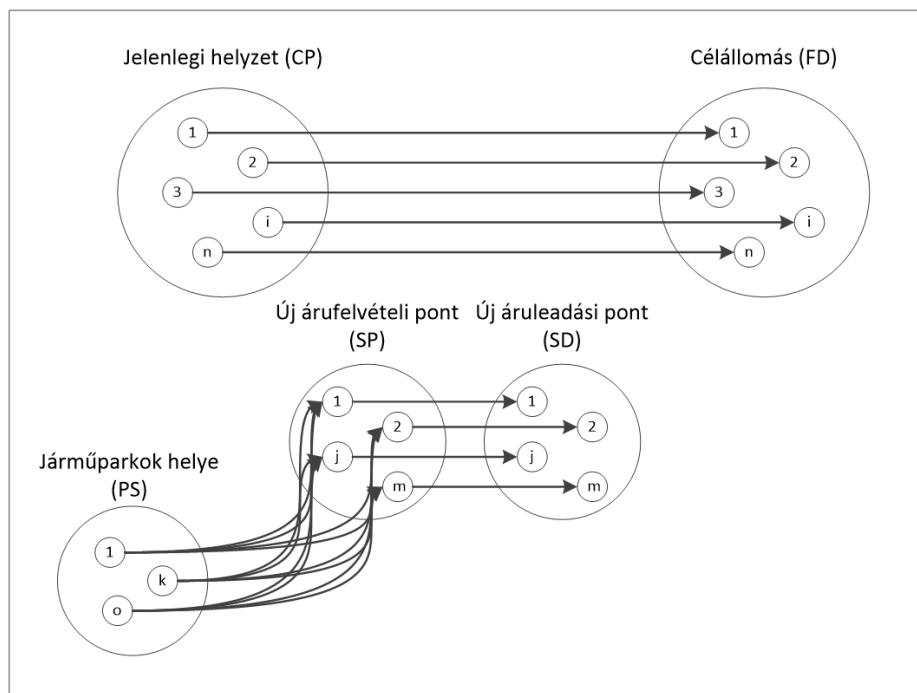 Jelenlegi helyzet (CP)
Célállomás (FD)
1
1
2
2
3
3
i
i
n
n
Új árufelvételi pont
(SP)
Új áruleadási pont
(SD)
1
1
2
2
j
j
m
m
Járműparkok helye
(PS)
1
k
o